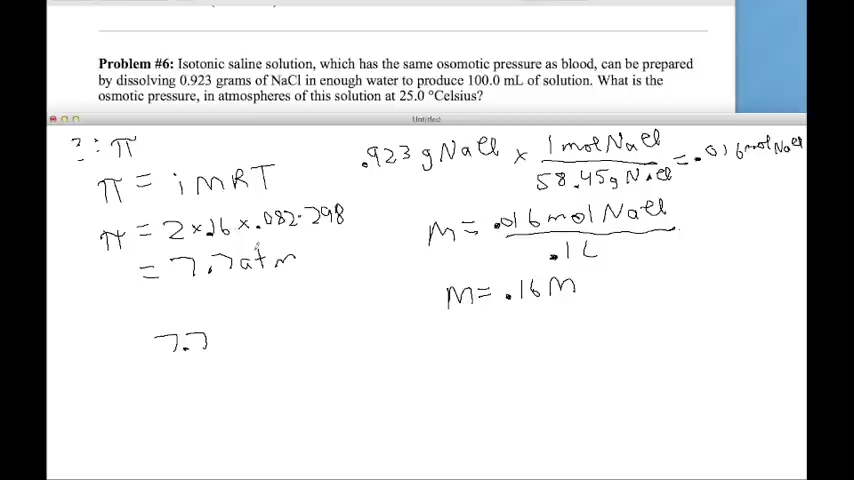 Problem #6: Isotonic saline solution, which has the same osomotic pressure as blood, can be prepared
by dissolving 0.923 grams of NaCl in enough water to produce 100.0 mL of solution. What is the
osmotic pressure, in atmospheres of this solution at 25.0 °Celsius?
Untitled
?: π
π = iMRT
π = 2 × .16 × .082 · 298
= 7.7 atm
7.7
.923 g NaCl × 1 mol NaCl / 58.45 g NaCl = .016 mol NaCl
M = .016 mol NaCl / .1 L
M = .16 M